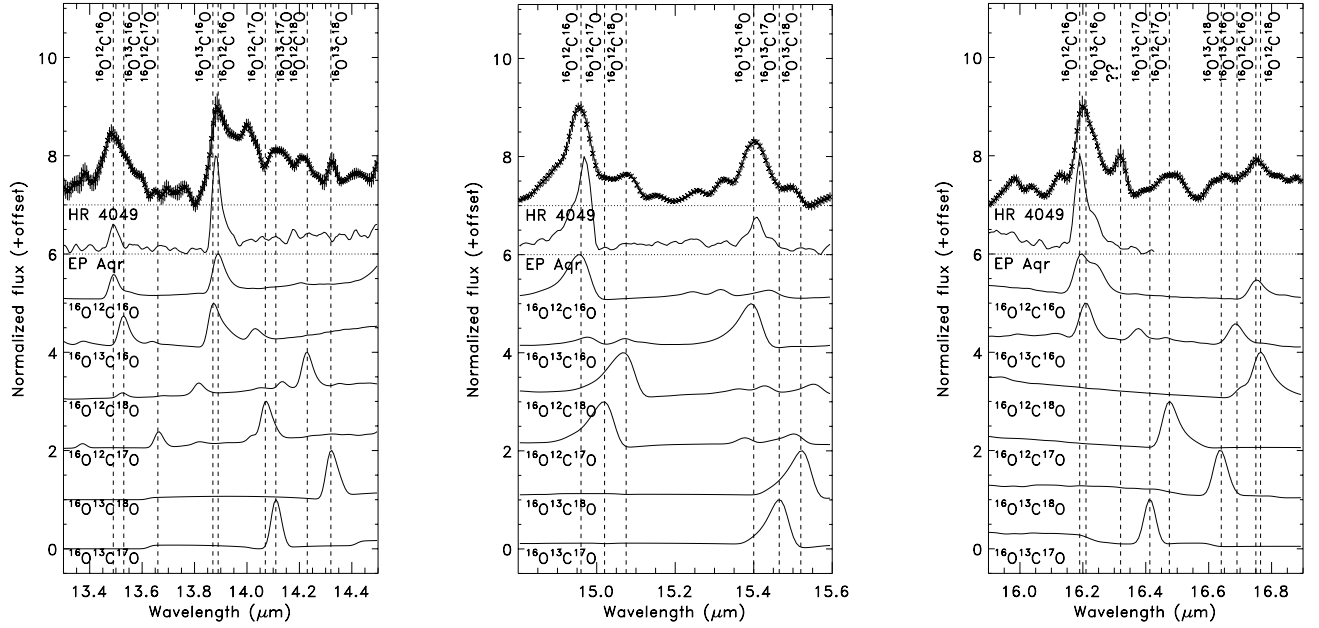 ¹⁶O¹²C¹⁶O
¹⁶O¹³C¹⁶O
¹⁶O¹²C¹⁷O
¹⁶O¹³C¹⁶O
¹⁶O¹²C¹⁶O
¹⁶O¹²C¹⁷O
¹⁶O¹³C¹⁷O
¹⁶O¹²C¹⁸O
¹⁶O¹³C¹⁸O
10
8
6
4
2
0
Normalized flux (+offset)
HR 4049
EP Aqr
¹⁶O¹²C¹⁶O
¹⁶O¹³C¹⁶O
¹⁶O¹²C¹⁸O
¹⁶O¹²C¹⁷O
¹⁶O¹³C¹⁸O
¹⁶O¹³C¹⁷O
13.4 13.6 13.8 14.0 14.2 14.4
Wavelength (μm)
¹⁶O¹²C¹⁶O
¹⁶O¹²C¹⁷O
¹⁶O¹²C¹⁸O
¹⁶O¹³C¹⁶O
¹⁶O¹³C¹⁷O
¹⁶O¹³C¹⁸O
10
8
6
4
2
0
Normalized flux (+offset)
HR 4049
EP Aqr
¹⁶O¹²C¹⁶O
¹⁶O¹³C¹⁶O
¹⁶O¹²C¹⁸O
¹⁶O¹²C¹⁷O
¹⁶O¹³C¹⁸O
¹⁶O¹³C¹⁷O
15.0 15.2 15.4 15.6
Wavelength (μm)
¹⁶O¹²C¹⁶O
¹⁶O¹³C¹⁶O
??
¹⁶O¹³C¹⁷O
¹⁶O¹²C¹⁷O
¹⁶O¹³C¹⁸O
¹⁶O¹³C¹⁶O
¹⁶O¹²C¹⁶O
¹⁶O¹²C¹⁸O
10
8
6
4
2
0
Normalized flux (+offset)
HR 4049
EP Aqr
¹⁶O¹²C¹⁶O
¹⁶O¹³C¹⁶O
¹⁶O¹²C¹⁸O
¹⁶O¹²C¹⁷O
¹⁶O¹³C¹⁸O
¹⁶O¹³C¹⁷O
16.0 16.2 16.4 16.6 16.8
Wavelength (μm)